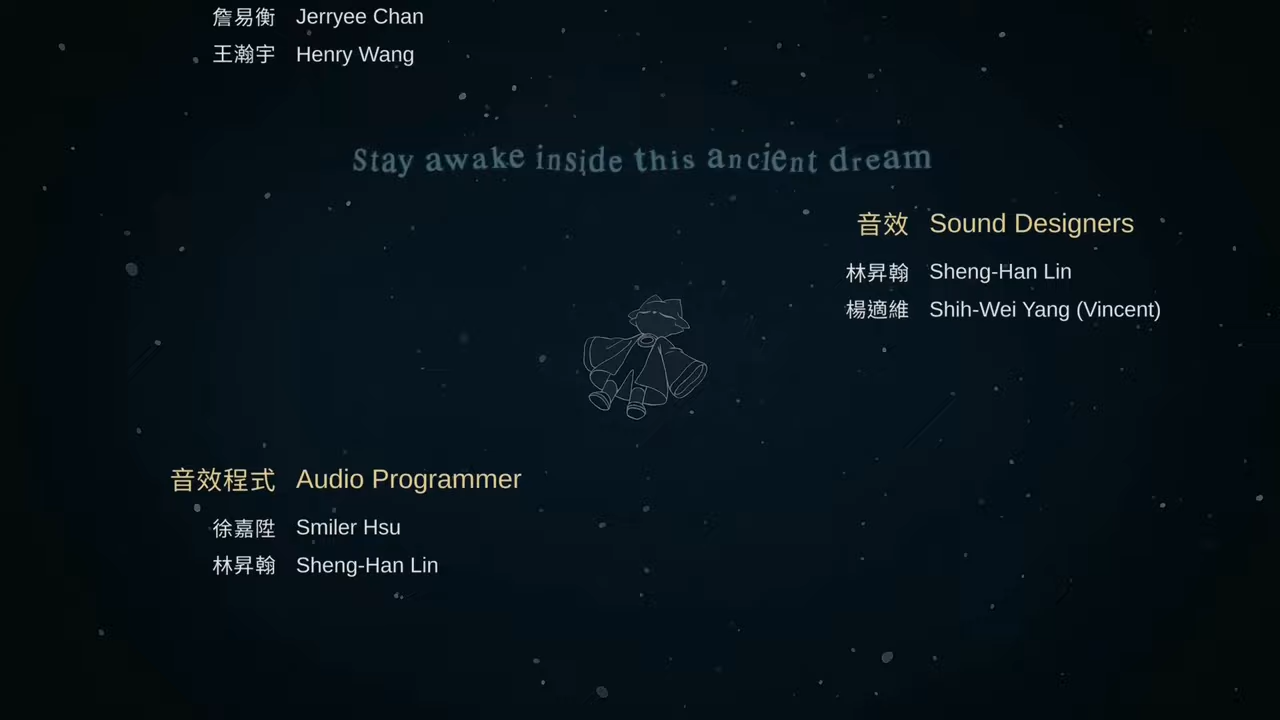 詹易衡 Jerryee Chan
王瀚宇 Henry Wang
Stay awake inside this ancient dream
音效 Sound Designers
林昇翰 Sheng-Han Lin
楊適維 Shih-Wei Yang (Vincent)
音效程式 Audio Programmer
徐嘉陞 Smiler Hsu
林昇翰 Sheng-Han Lin